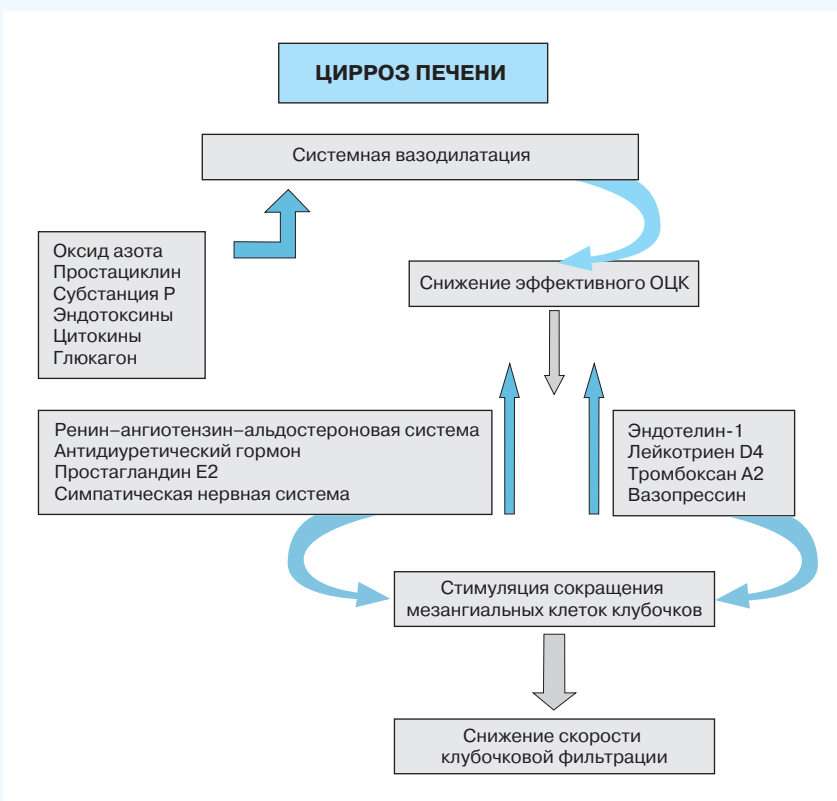 ЦИРРОЗ ПЕЧЕНИ
Системная вазодилатация
Оксид азота
Простациклин
Субстанция Р
Эндотоксины
Цитокины
Глюкагон
Снижение эффективного ОЦК
Ренин–ангиотензин–альдостероновая система
Антидиуретический гормон
Простагландин Е2
Симпатическая нервная система
Эндотелин-1
Лейкотриен D4
Тромбоксан А2
Вазопрессин
Стимуляция сокращения
мезангиальных клеток клубочков
Снижение скорости
клубочковой фильтрации